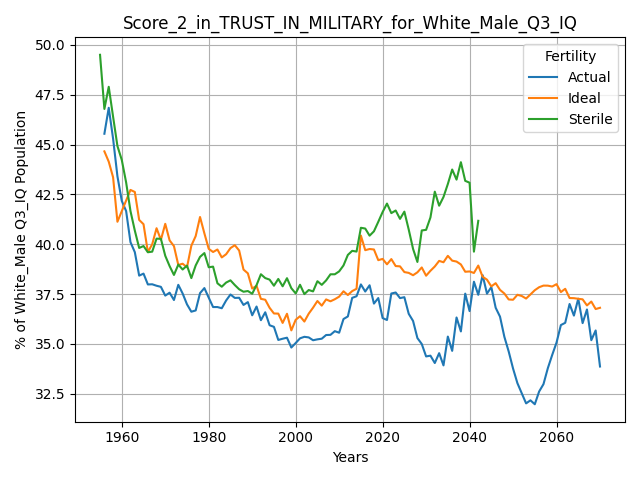 Score_2_in_TRUST_IN_MILITARY_for_White_Male_Q3_IQ
Fertility
Actual
Ideal
Sterile
% of White_Male Q3_IQ Population
50.0
47.5
45.0
42.5
40.0
37.5
35.0
32.5
1960
1980
2000
2020
2040
2060
Years